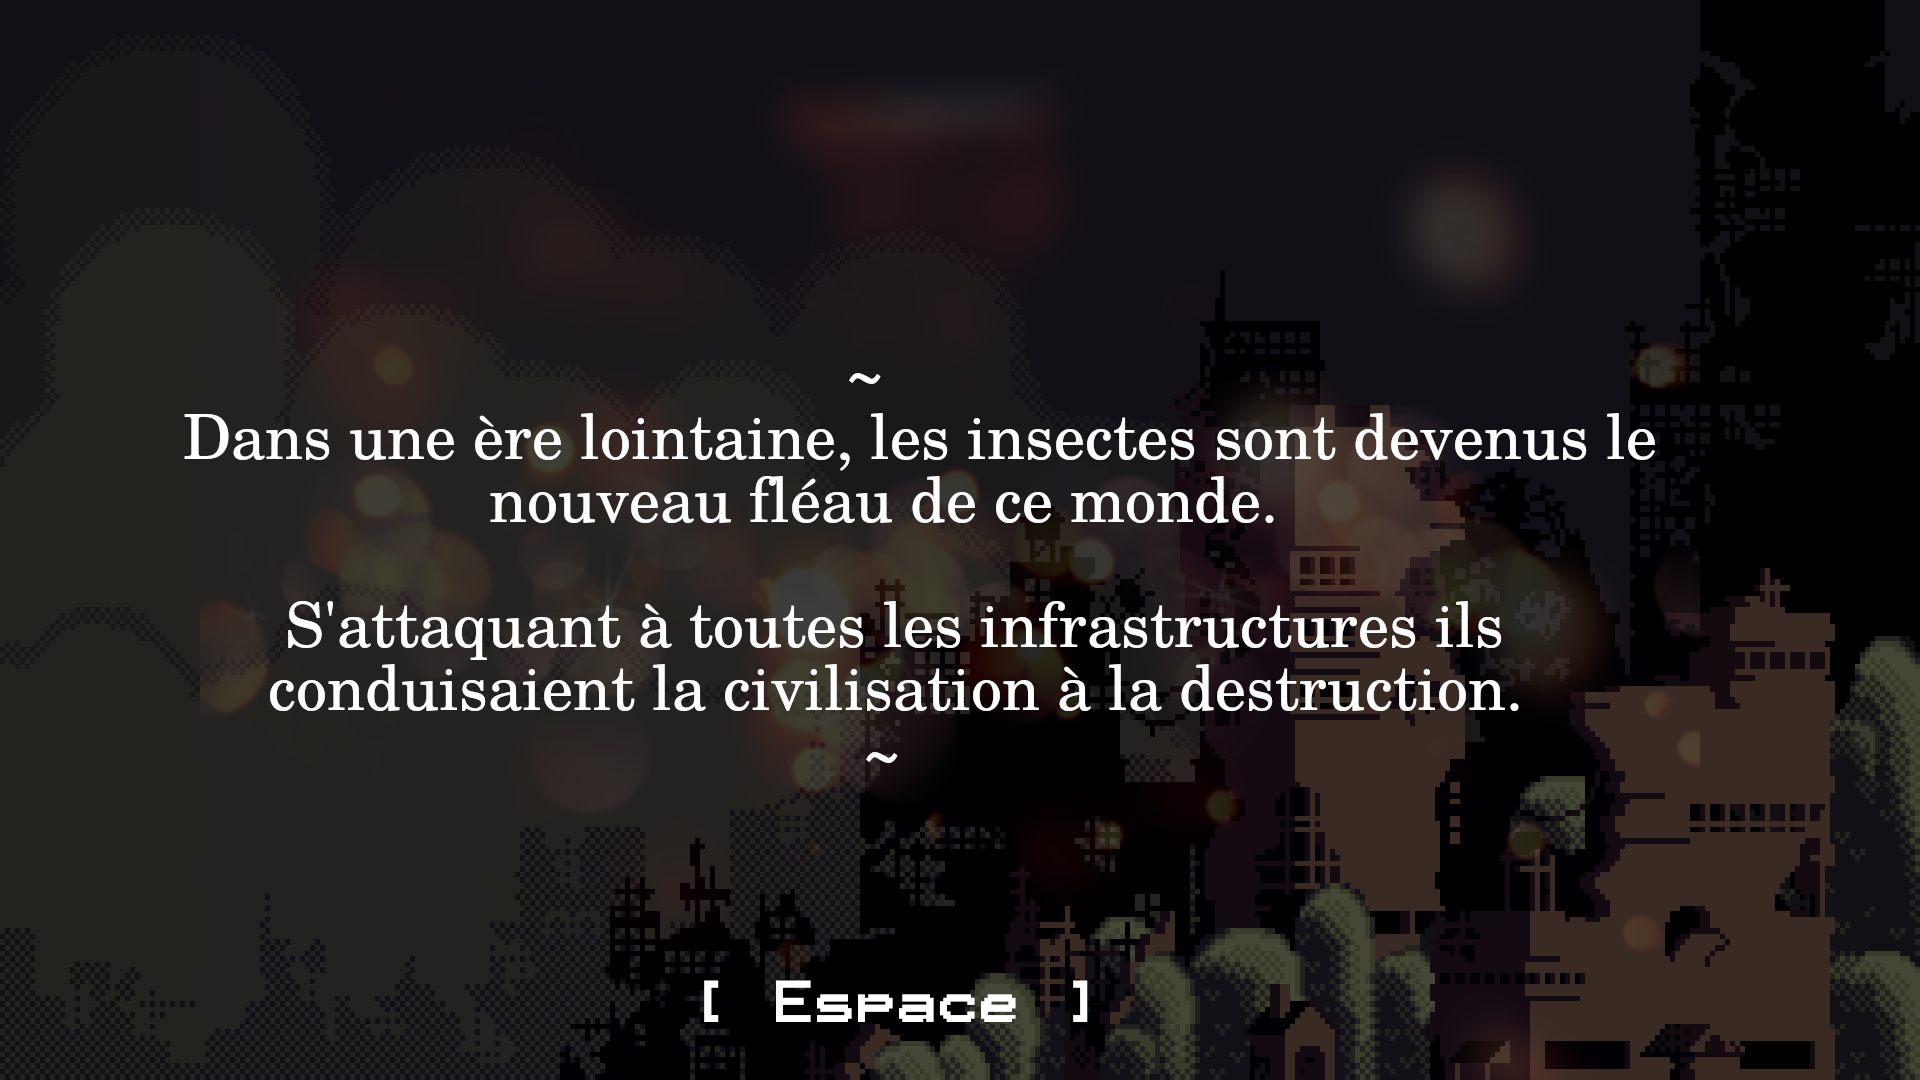 ~
Dans une ère lointaine, les insectes sont devenus le
nouveau fléau de ce monde.
S'attaquant à toutes les infrastructures ils
conduisaient la civilisation à la destruction.
~
[ Espace ]